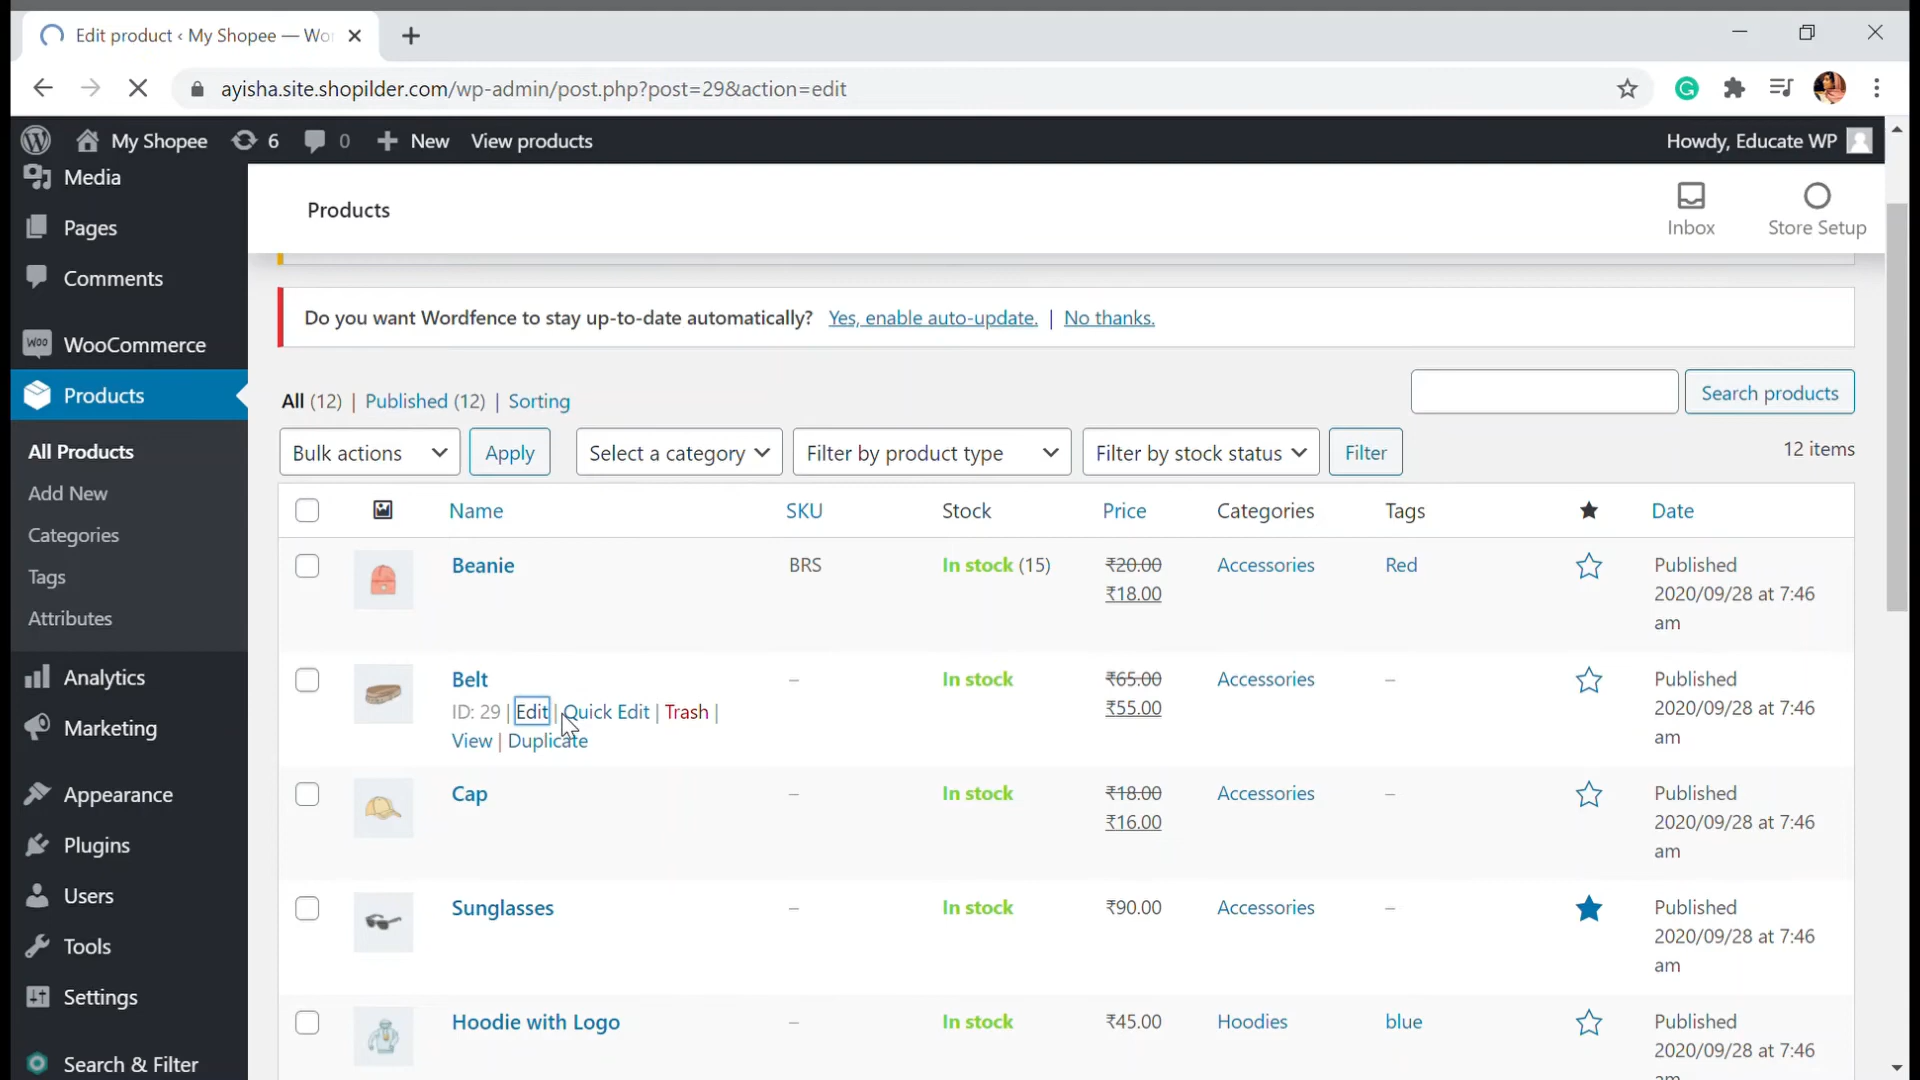 Edit product ‹ My Shopee — Wo
ayisha.site.shopilder.com/wp-admin/post.php?post=29&action=edit
My Shopee 6 0 New View products Howdy, Educate WP
Media
Pages
Comments
WooCommerce
Products
All Products
Add New
Categories
Tags
Attributes
Analytics
Marketing
Appearance
Plugins
Users
Tools
Settings
Search & Filter
Products
Inbox
Store Setup
Do you want Wordfence to stay up-to-date automatically? Yes, enable auto-update. | No thanks.
All (12) | Published (12) | Sorting
Search products
Bulk actions Apply Select a category Filter by product type Filter by stock status Filter 12 items
Name SKU Stock Price Categories Tags Date
Beanie BRS In stock (15) ₹20.00 Accessories Red Published
₹18.00 2020/09/28 at 7:46
am
Belt – In stock ₹65.00 Accessories – Published
ID: 29 | Edit | Quick Edit | Trash | ₹55.00 2020/09/28 at 7:46
View | Duplicate am
Cap – In stock ₹18.00 Accessories – Published
₹16.00 2020/09/28 at 7:46
am
Sunglasses – In stock ₹90.00 Accessories – Published
2020/09/28 at 7:46
am
Hoodie with Logo – In stock ₹45.00 Hoodies blue Published
2020/09/28 at 7:46